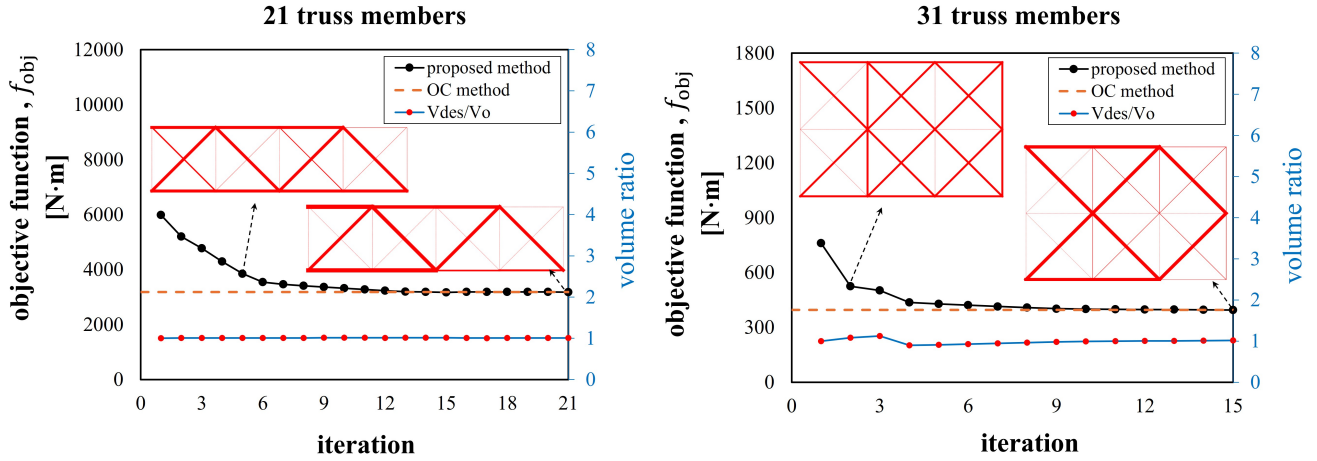 21 truss members
objective function , fobj
[N·m]
12000
10000
8000
6000
4000
2000
0
proposed method
OC method
Vdes/Vo
8
7
6
5
4
3
2
1
0
volume ratio
0 3 6 9 12 15 18 21
iteration
31 truss members
objective function , fobj
[N·m]
1800
1500
1200
900
600
300
0
proposed method
OC method
Vdes/Vo
8
7
6
5
4
3
2
1
0
volume ratio
0 3 6 9 12 15
iteration